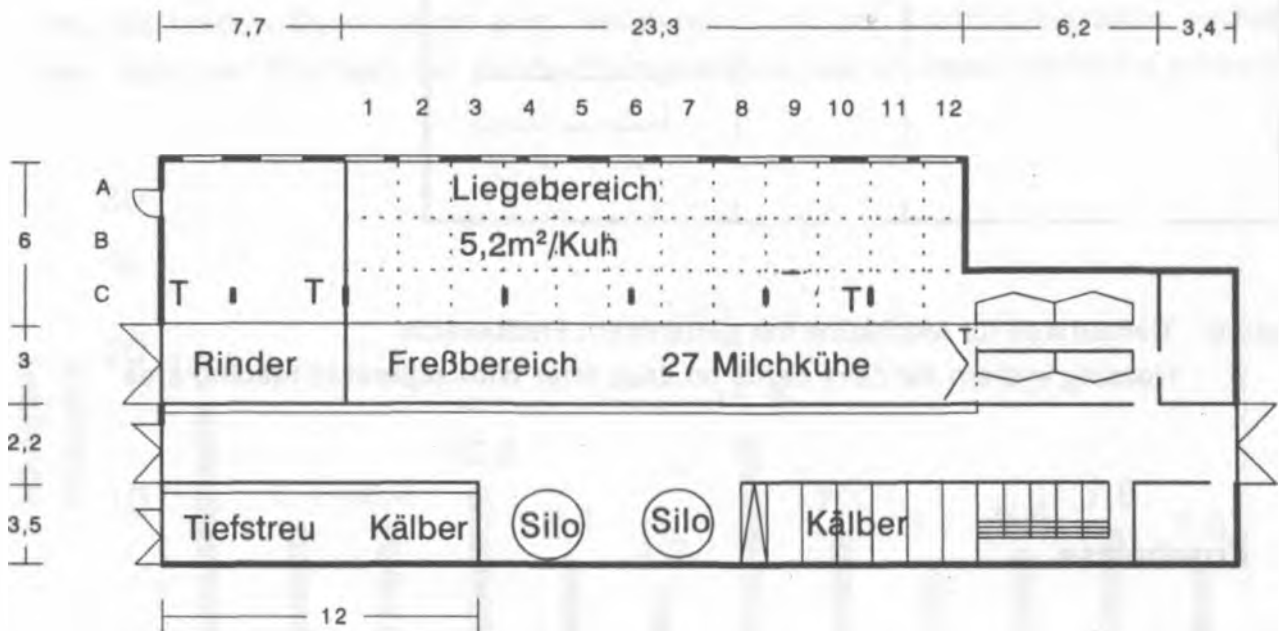 7,7 23,3 6,2 3,4
1 2 3 4 5 6 7 8 9 10 11 12
A Liegebereich
6 B 5,2m²/Kuh
C T T T
T
3 Rinder Freßbereich 27 Milchkühe
2,2
3,5 Tiefstreu Kälber Silo Silo Kälber
12